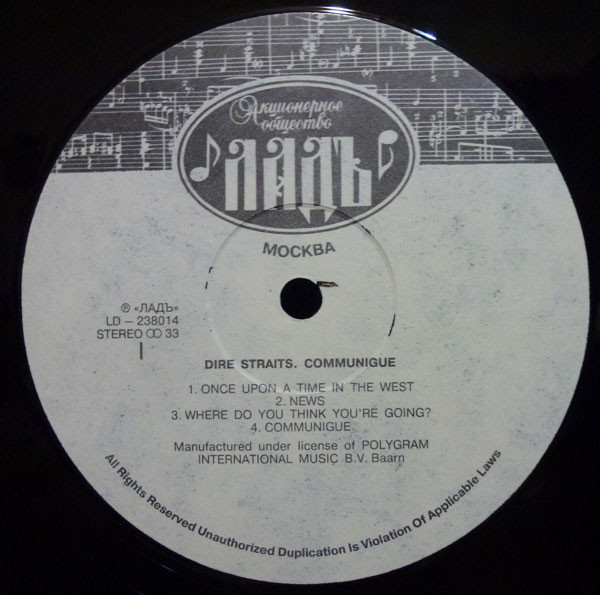 Акционерное
общество
ЛАДЪ
МОСКВА
℗ «ЛАДЪ»
LD – 238014
STEREO ꝏ 33
I
DIRE STRAITS. COMMUNIGUE
1. ONCE UPON A TIME IN THE WEST
2. NEWS
3. WHERE DO YOU THINK YOU'RE GOING?
4. COMMUNIGUE
Manufactured under license of POLYGRAM
INTERNATIONAL MUSIC B.V. Baarn
All Rights Reserved Unauthorized Duplication Is Violation Of Applicable Laws